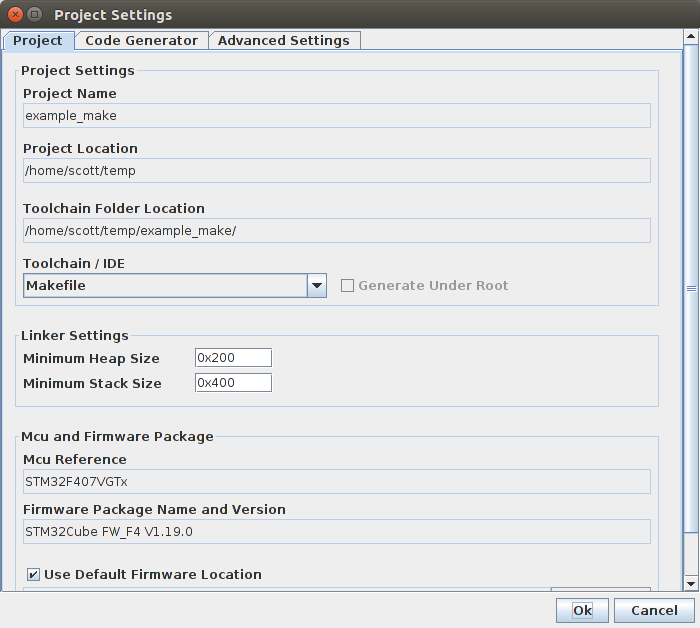 Project Settings
Project Code Generator Advanced Settings
Project Settings
Project Name
example_make
Project Location
/home/scott/temp
Toolchain Folder Location
/home/scott/temp/example_make/
Toolchain / IDE
Makefile Generate Under Root
Linker Settings
Minimum Heap Size 0x200
Minimum Stack Size 0x400
Mcu and Firmware Package
Mcu Reference
STM32F407VGTx
Firmware Package Name and Version
STM32Cube FW_F4 V1.19.0
Use Default Firmware Location
Ok Cancel